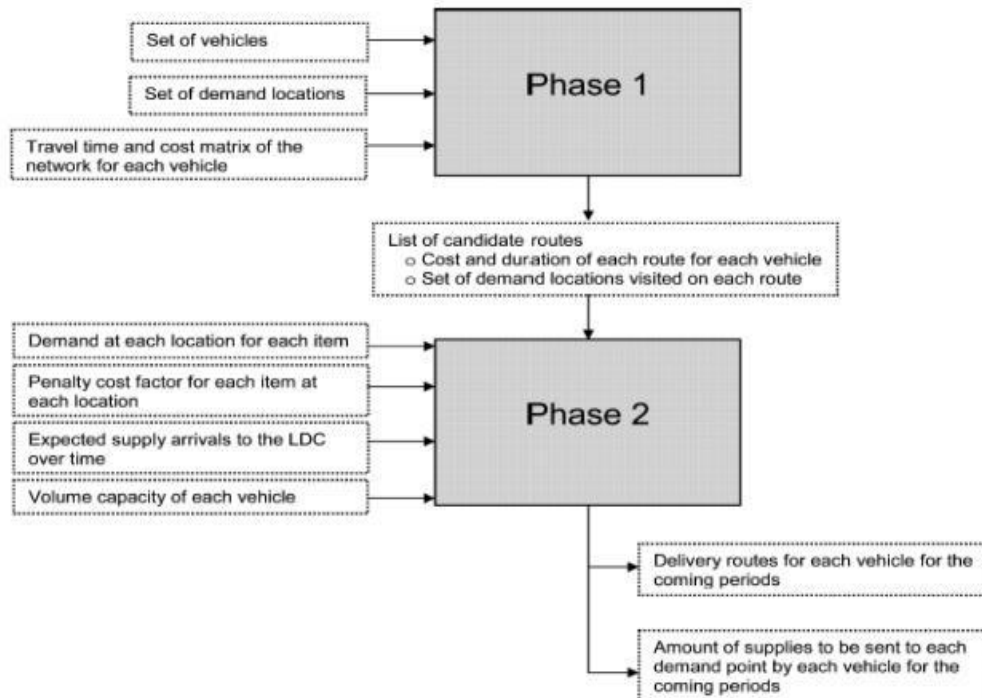 Set of vehicles
Phase 1
Set of demand locations
Travel time and cost matrix of the
network for each vehicle
List of candidate routes
o Cost and duration of each route for each vehicle
o Set of demand locations visited on each route
Demand at each location for each item
Penalty cost factor for each item at
each location
Phase 2
Expected supply arrivals to the LDC
over time
Volume capacity of each vehicle
Delivery routes for each vehicle for the
coming periods
Amount of supplies to be sent to each
demand point by each vehicle for the
coming periods